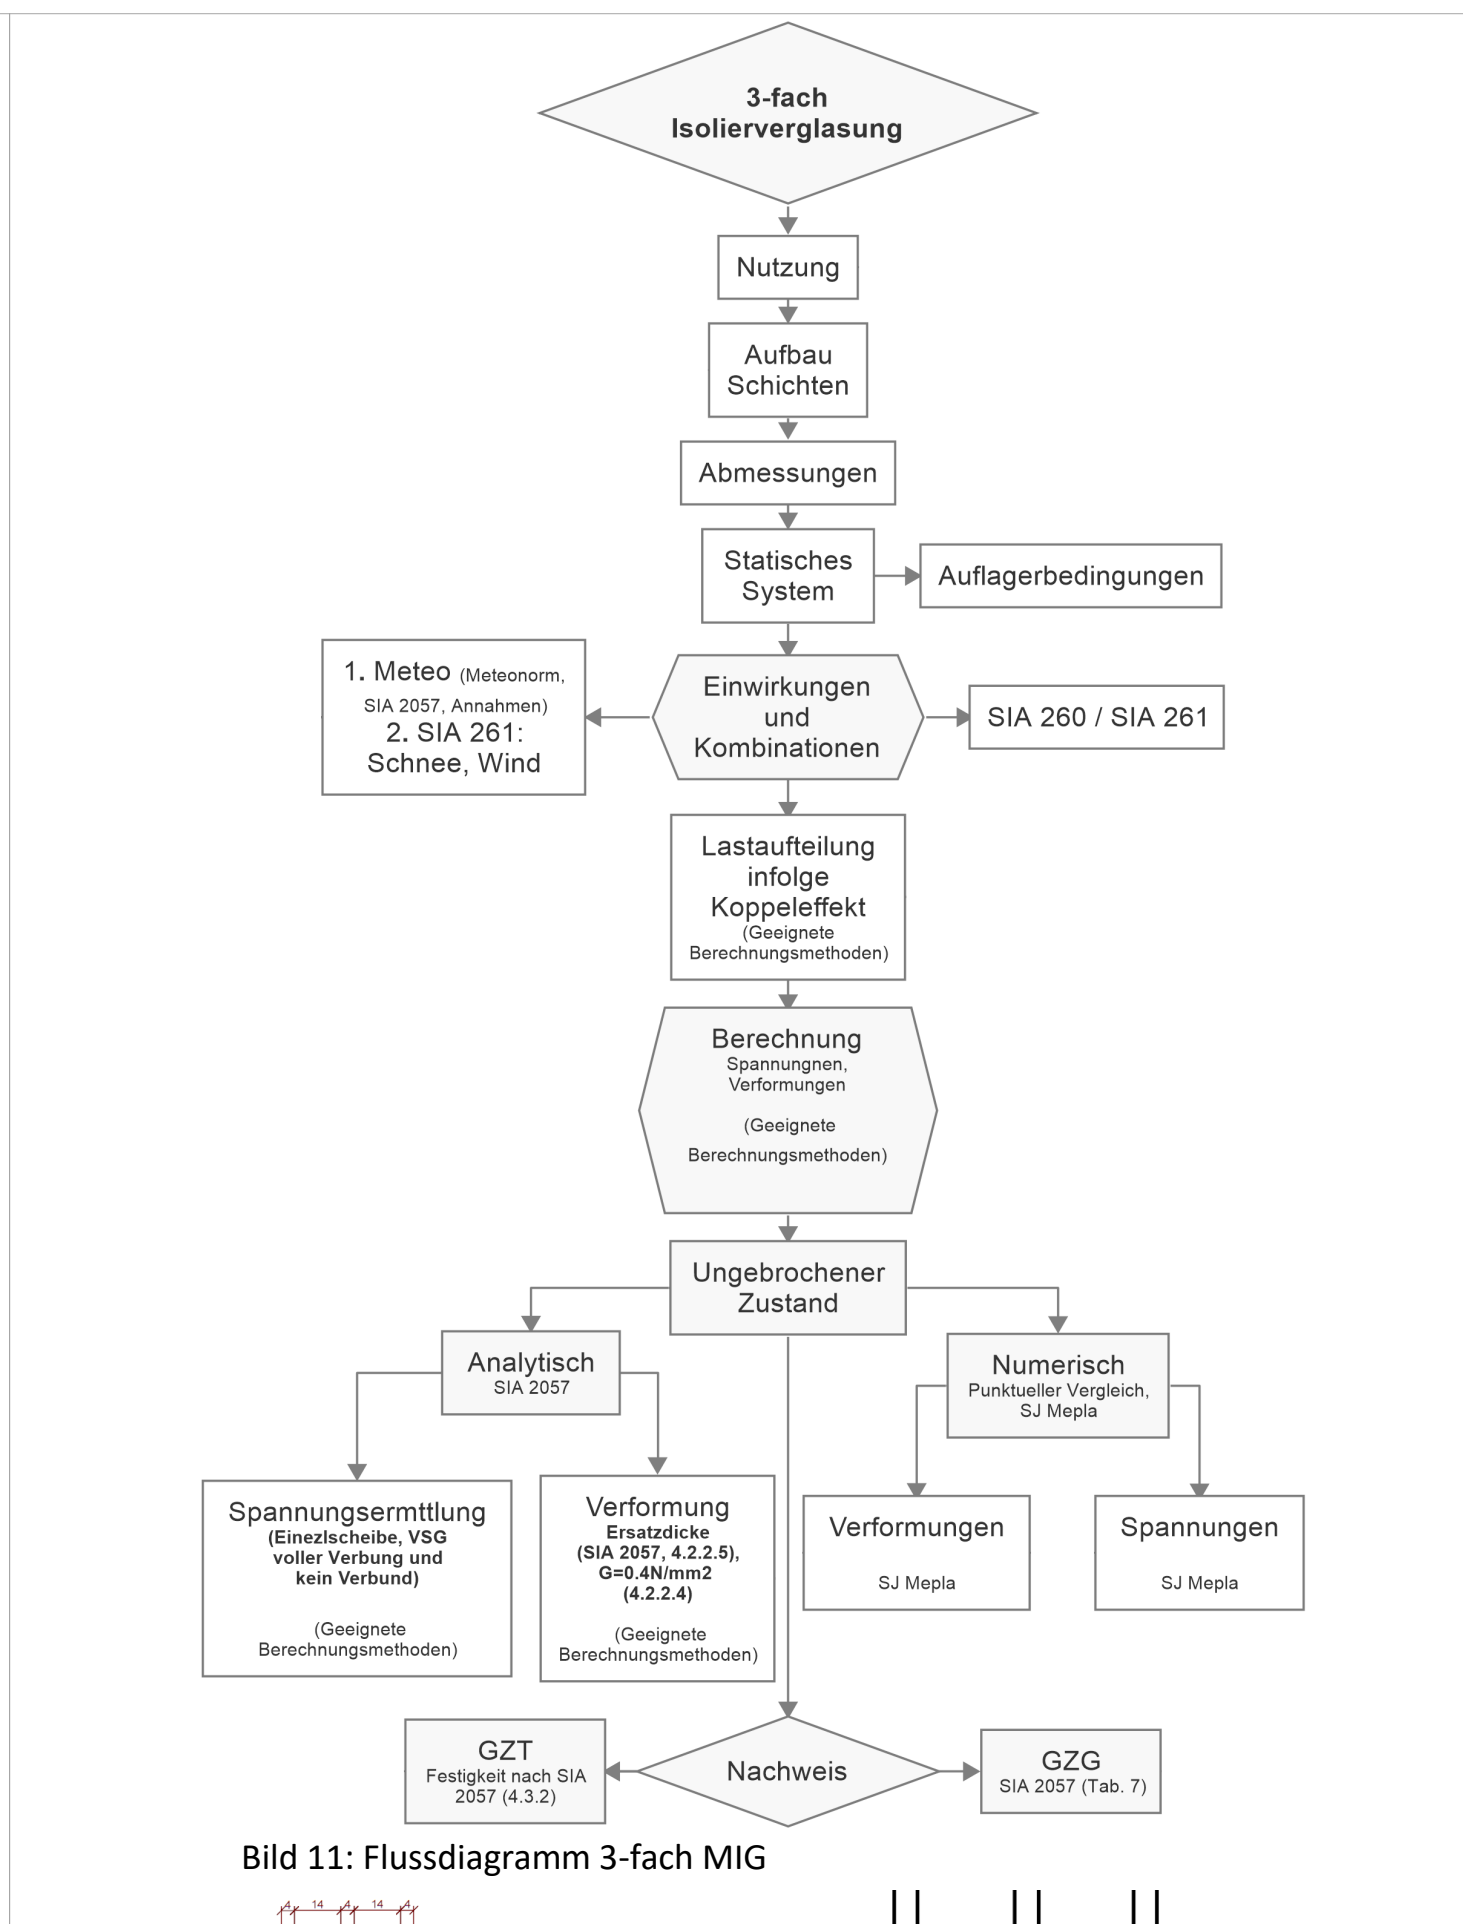 3-fach
Isolierverglasung
Nutzung
Aufbau
Schichten
Abmessungen
Statisches
System
Auflagerbedingungen
1. Meteo (Meteonorm,
SIA 2057, Annahmen)
2. SIA 261:
Schnee, Wind
Einwirkungen
und
Kombinationen
SIA 260 / SIA 261
Lastaufteilung
infolge
Koppeleffekt
(Geeignete
Berechnungsmethoden)
Berechnung
Spannungnen,
Verformungen
(Geeignete
Berechnungsmethoden)
Ungebrochener
Zustand
Analytisch
SIA 2057
Numerisch
Punktueller Vergleich,
SJ Mepla
Spannungsermttlung
(Einezlscheibe, VSG
voller Verbung und
kein Verbund)
(Geeignete
Berechnungsmethoden)
Verformung
Ersatzdicke
(SIA 2057, 4.2.2.5),
G=0.4N/mm2
(4.2.2.4)
(Geeignete
Berechnungsmethoden)
Verformungen
SJ Mepla
Spannungen
SJ Mepla
GZT
Festigkeit nach SIA
2057 (4.3.2)
Nachweis
GZG
SIA 2057 (Tab. 7)
Bild 11: Flussdiagramm 3-fach MIG
4 14 4 14 4